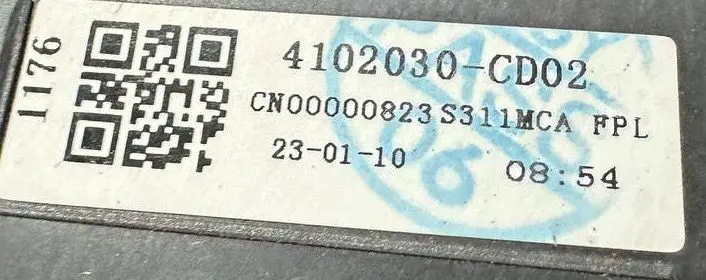 1176
4102030-CD02
CN00000823 S311MCA FPL
23-01-10 08:54